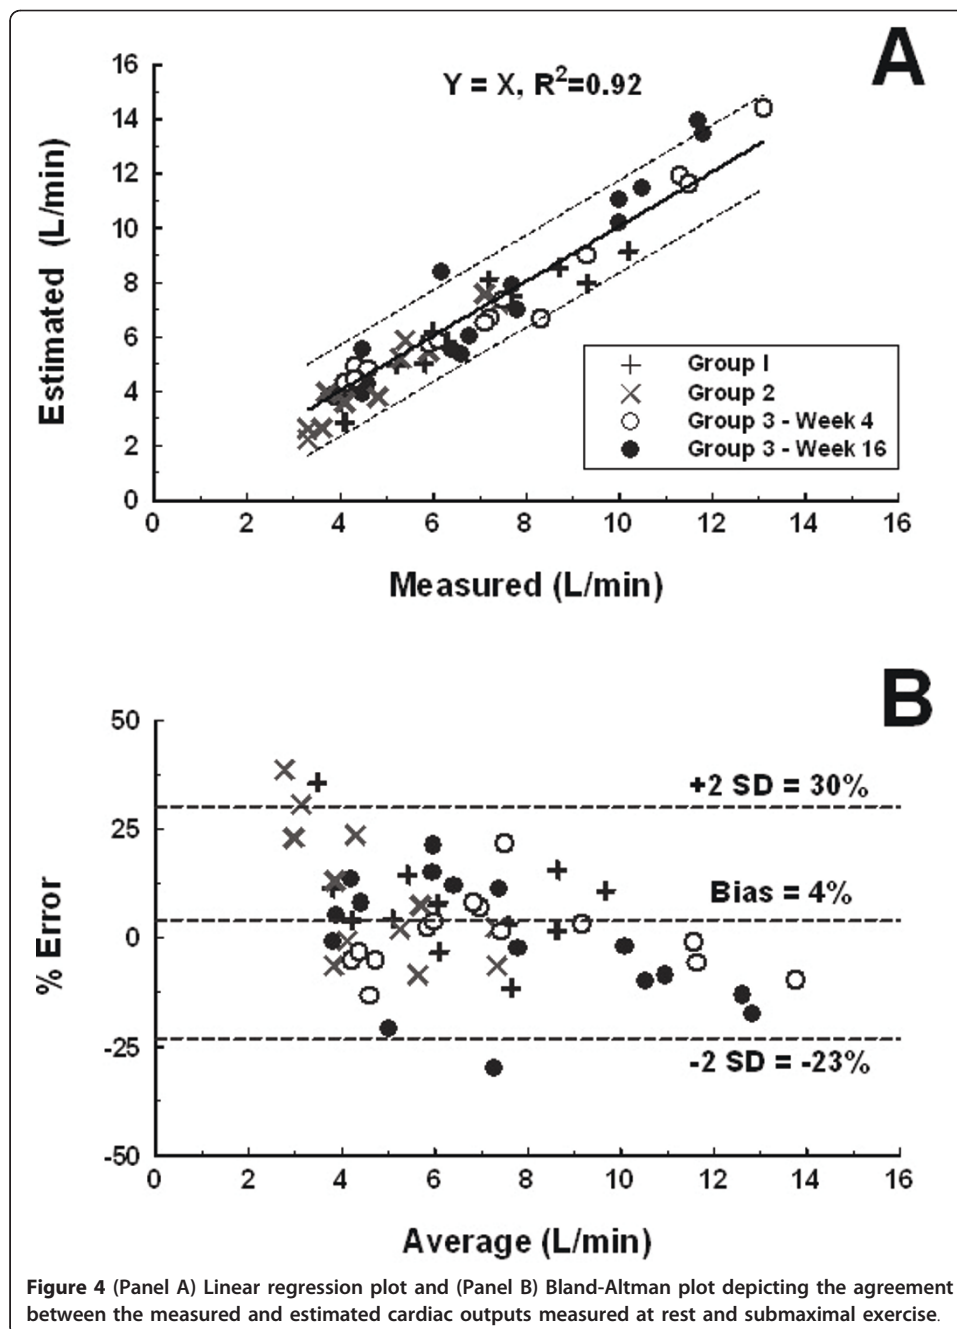 A
Y = X, R²=0.92
Estimated (L/min)
16
14
12
10
8
6
4
2
0
0 2 4 6 8 10 12 14 16
Measured (L/min)
Group I
Group 2
Group 3 - Week 4
Group 3 - Week 16
B
% Error
50
25
0
-25
-50
+2 SD = 30%
Bias = 4%
-2 SD = -23%
0 2 4 6 8 10 12 14 16
Average (L/min)
Figure 4 (Panel A) Linear regression plot and (Panel B) Bland-Altman plot depicting the agreement
between the measured and estimated cardiac outputs measured at rest and submaximal exercise.